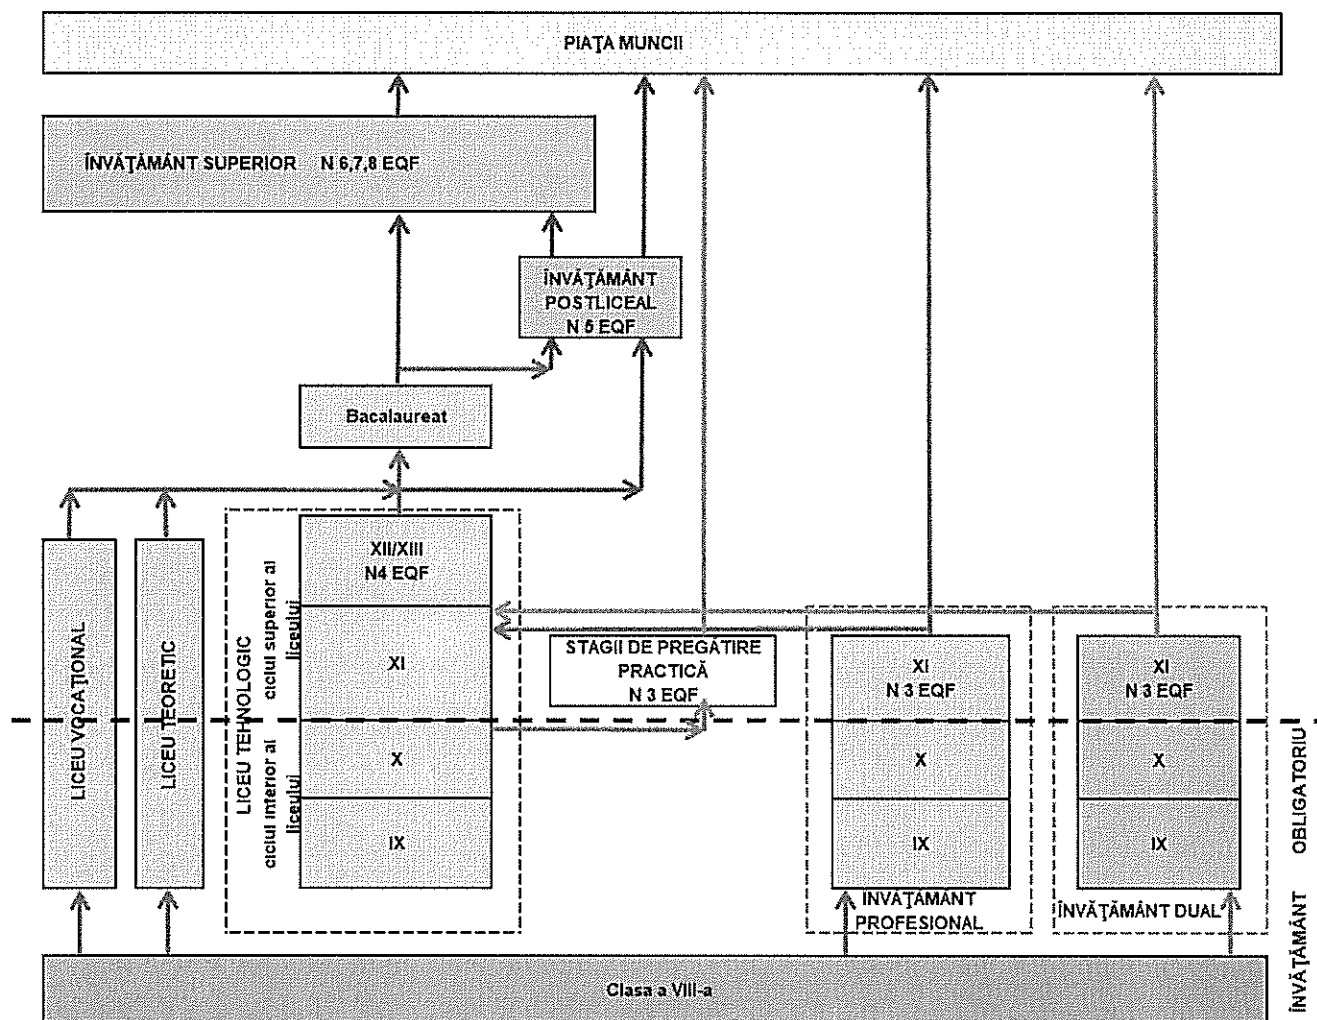 PIAŢA MUNCII
ÎNVĂŢĂMÂNT SUPERIOR N 6,7,8 EQF
ÎNVĂŢĂMÂNT
POSTLICEAL
N 5 EQF
Bacalaureat
LICEU VOCAŢIONAL
LICEU TEORETIC
LICEU TEHNOLOGIC
ciclul superior al
liceului
ciclul inferior al
liceului
XII/XIII
N4 EQF
XI
X
IX
STAGII DE PREGĂTIRE
PRACTICĂ
N 3 EQF
XI
N 3 EQF
X
IX
INVĂŢĂMÂNT
PROFESIONAL
XI
N 3 EQF
X
IX
ÎNVĂŢĂMÂNT DUAL
ÎNVĂŢĂMÂNT OBLIGATORIU
Clasa a VIII-a